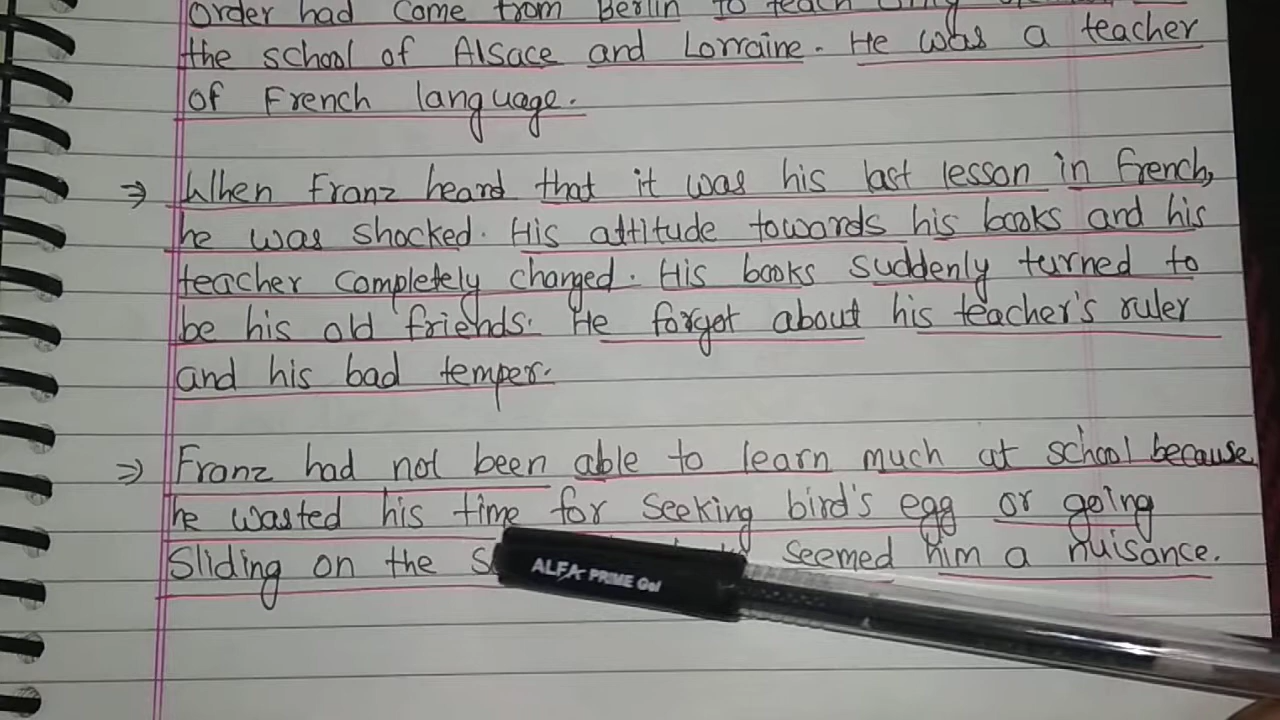 Order had come from Berlin to teach only
the school of Alsace and Lorraine. He was a teacher
of French language.
⇒ When Franz heard that it was his last lesson in French,
he was shocked. His attitude towards his books and his
teacher completely changed. His books suddenly turned to
be his old friends. He forget about his teacher's ruler
and his bad temper.
⇒ Franz had not been able to learn much at school because
he wasted his time for seeking bird's egg or going
Sliding on the seemed him a nuisance.
ALFA PRIME Gel